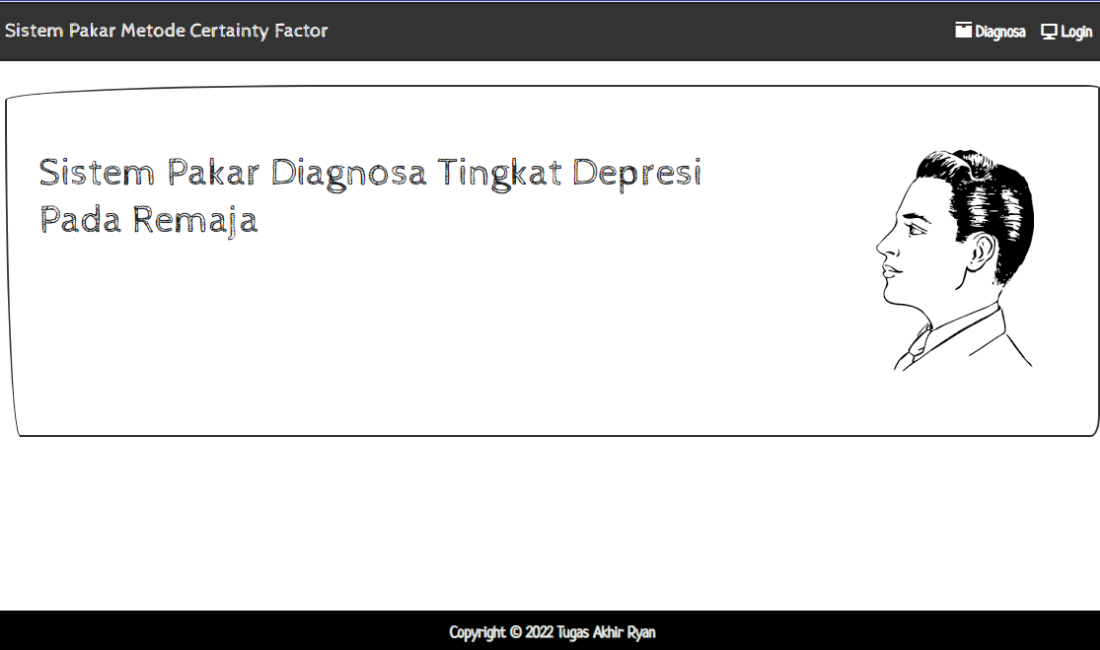 Sistem Pakar Metode Certainty Factor
Diagnosa Login
Sistem Pakar Diagnosa Tingkat Depresi
Pada Remaja
Copyright © 2022 Tugas Akhir Ryan